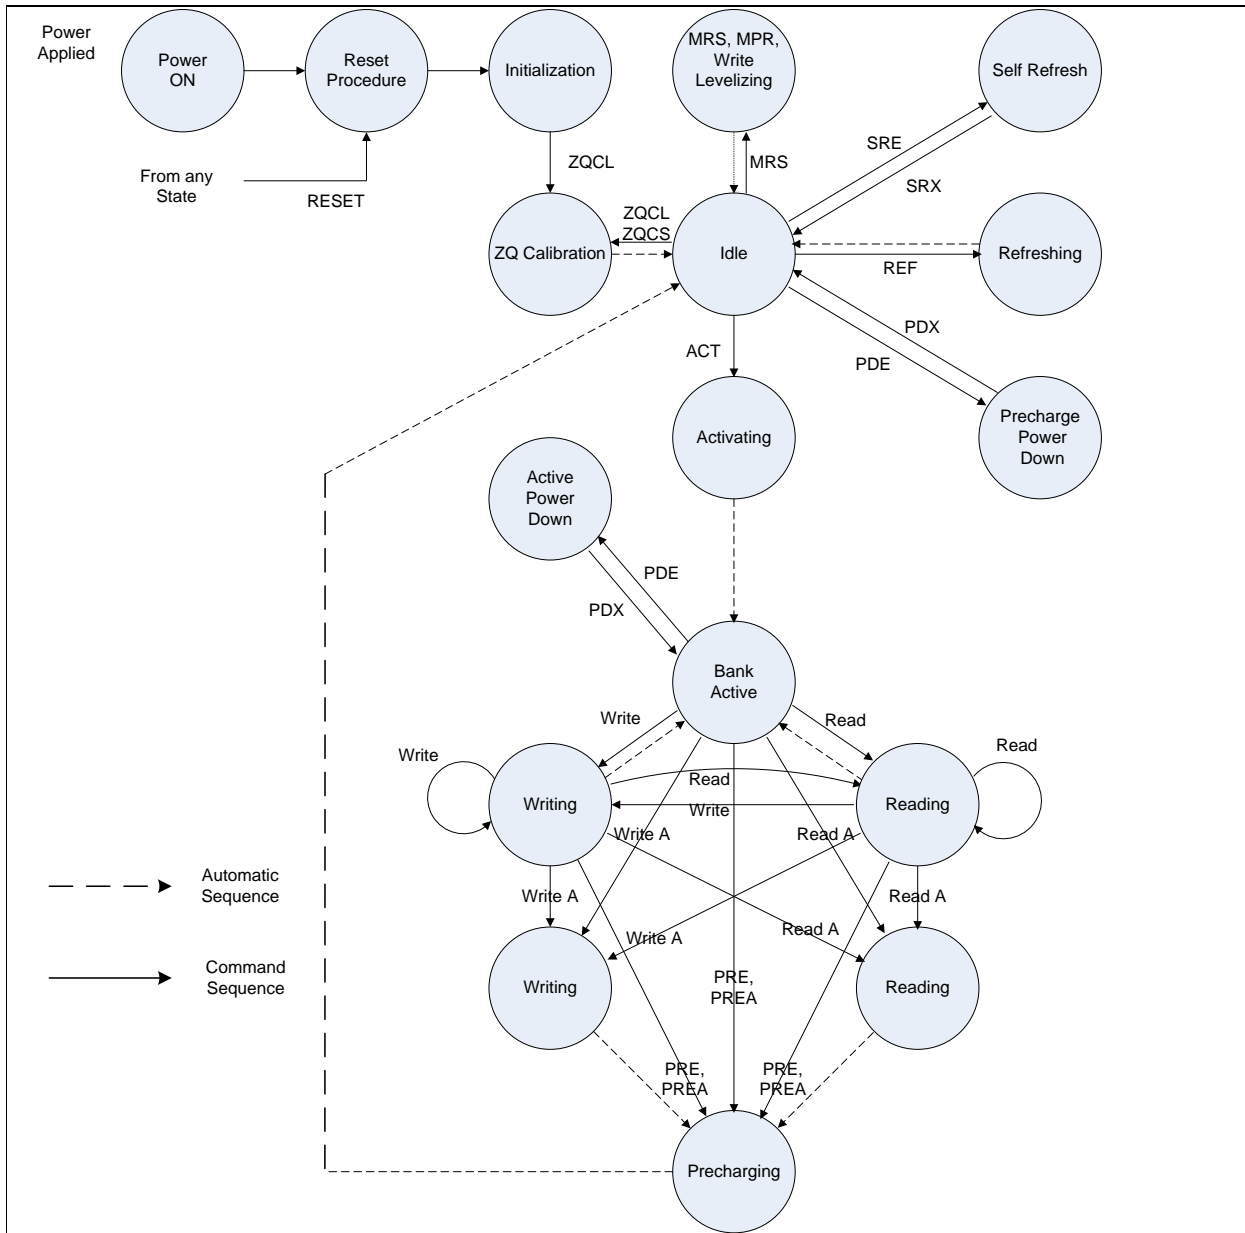 Power
Applied
Power
ON
Reset
Procedure
Initialization
MRS, MPR,
Write
Levelizing
Self Refresh
From any
State
RESET
ZQCL
MRS
SRE
SRX
ZQCL
ZQCS
ZQ Calibration
Idle
REF
Refreshing
ACT
PDX
PDE
Activating
Precharge
Power
Down
Active
Power
Down
PDE
PDX
Bank
Active
Write
Read
Write
Read
Writing
Read
Write
Reading
Write A
Read A
Automatic
Sequence
Write A
Read A
Write A
Read A
Command
Sequence
Writing
PRE,
PREA
Reading
PRE,
PREA
PRE,
PREA
Precharging